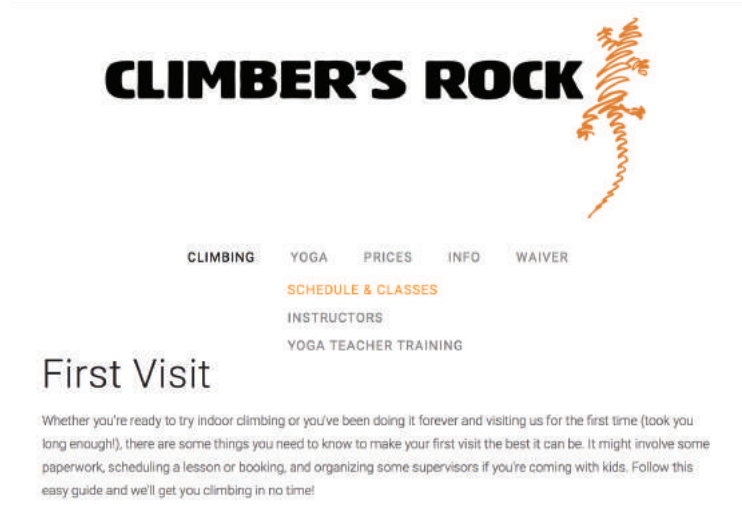 CLIMBER'S ROCK
CLIMBING YOGA PRICES INFO WAIVER
SCHEDULE & CLASSES
INSTRUCTORS
YOGA TEACHER TRAINING
First Visit
Whether you're ready to try indoor climbing or you've been doing it forever and visiting us for the first time (took you
long enough!), there are some things you need to know to make your first visit the best it can be. It might involve some
paperwork, scheduling a lesson or booking, and organizing some supervisors if you're coming with kids. Follow this
easy guide and we'll get you climbing in no time!